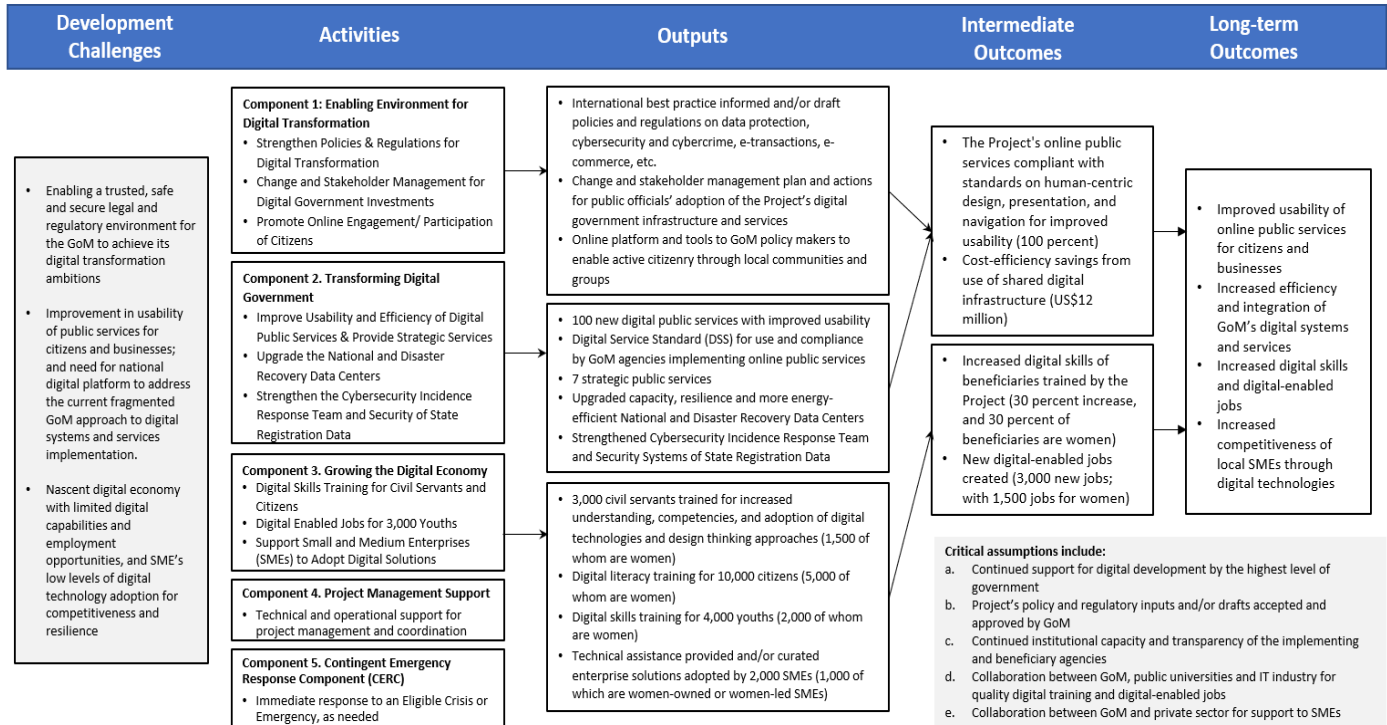 Development
Challenges
Activities
Outputs
Intermediate
Outcomes
Long-term
Outcomes
• Enabling a trusted, safe
and secure legal and
regulatory environment for
the GoM to achieve its
digital transformation
ambitions
• Improvement in usability
of public services for
citizens and businesses;
and need for national
digital platform to address
the current fragmented
GoM approach to digital
systems and services
implementation.
• Nascent digital economy
with limited digital
capabilities and
employment
opportunities, and SME's
low levels of digital
technology adoption for
competitiveness and
resilience
Component 1: Enabling Environment for
Digital Transformation
• Strengthen Policies & Regulations for
Digital Transformation
• Change and Stakeholder Management for
Digital Government Investments
• Promote Online Engagement/ Participation
of Citizens
Component 2. Transforming Digital
Government
• Improve Usability and Efficiency of Digital
Public Services & Provide Strategic Services
• Upgrade the National and Disaster
Recovery Data Centers
• Strengthen the Cybersecurity Incidence
Response Team and Security of State
Registration Data
Component 3. Growing the Digital Economy
• Digital Skills Training for Civil Servants and
Citizens
• Digital Enabled Jobs for 3,000 Youths
• Support Small and Medium Enterprises
(SMEs) to Adopt Digital Solutions
Component 4. Project Management Support
• Technical and operational support for
project management and coordination
Component 5. Contingent Emergency
Response Component (CERC)
• Immediate response to an Eligible Crisis or
Emergency, as needed
• International best practice informed and/or draft
policies and regulations on data protection,
cybersecurity and cybercrime, e-transactions, e-
commerce, etc.
• Change and stakeholder management plan and actions
for public officials' adoption of the Project's digital
government infrastructure and services
• Online platform and tools to GoM policy makers to
enable active citizenry through local communities and
groups
• 100 new digital public services with improved usability
• Digital Service Standard (DSS) for use and compliance
by GoM agencies implementing online public services
• 7 strategic public services
• Upgraded capacity, resilience and more energy-
efficient National and Disaster Recovery Data Centers
• Strengthened Cybersecurity Incidence Response Team
and Security Systems of State Registration Data
• 3,000 civil servants trained for increased
understanding, competencies, and adoption of digital
technologies and design thinking approaches (1,500 of
whom are women)
• Digital literacy training for 10,000 citizens (5,000 of
whom are women)
• Digital skills training for 4,000 youths (2,000 of whom
are women)
• Technical assistance provided and/or curated
enterprise solutions adopted by 2,000 SMEs (1,000 of
which are women-owned or women-led SMEs)
• The Project's online public
services compliant with
standards on human-centric
design, presentation, and
navigation for improved
usability (100 percent)
• Cost-efficiency savings from
use of shared digital
infrastructure (US$12
million)
• Increased digital skills of
beneficiaries trained by the
Project (30 percent increase,
and 30 percent of
beneficiaries are women)
• New digital-enabled jobs
created (3,000 new jobs;
with 1,500 jobs for women)
• Improved usability of
online public services
for citizens and
businesses
• Increased efficiency
and integration of
GoM's digital systems
and services
• Increased digital skills
and digital-enabled
jobs
• Increased
competitiveness of
local SMEs through
digital technologies
Critical assumptions include:
a. Continued support for digital development by the highest level of
government
b. Project's policy and regulatory inputs and/or drafts accepted and
approved by GoM
c. Continued institutional capacity and transparency of the implementing
and beneficiary agencies
d. Collaboration between GoM, public universities and IT industry for
quality digital training and digital-enabled jobs
e. Collaboration between GoM and private sector for support to SMEs